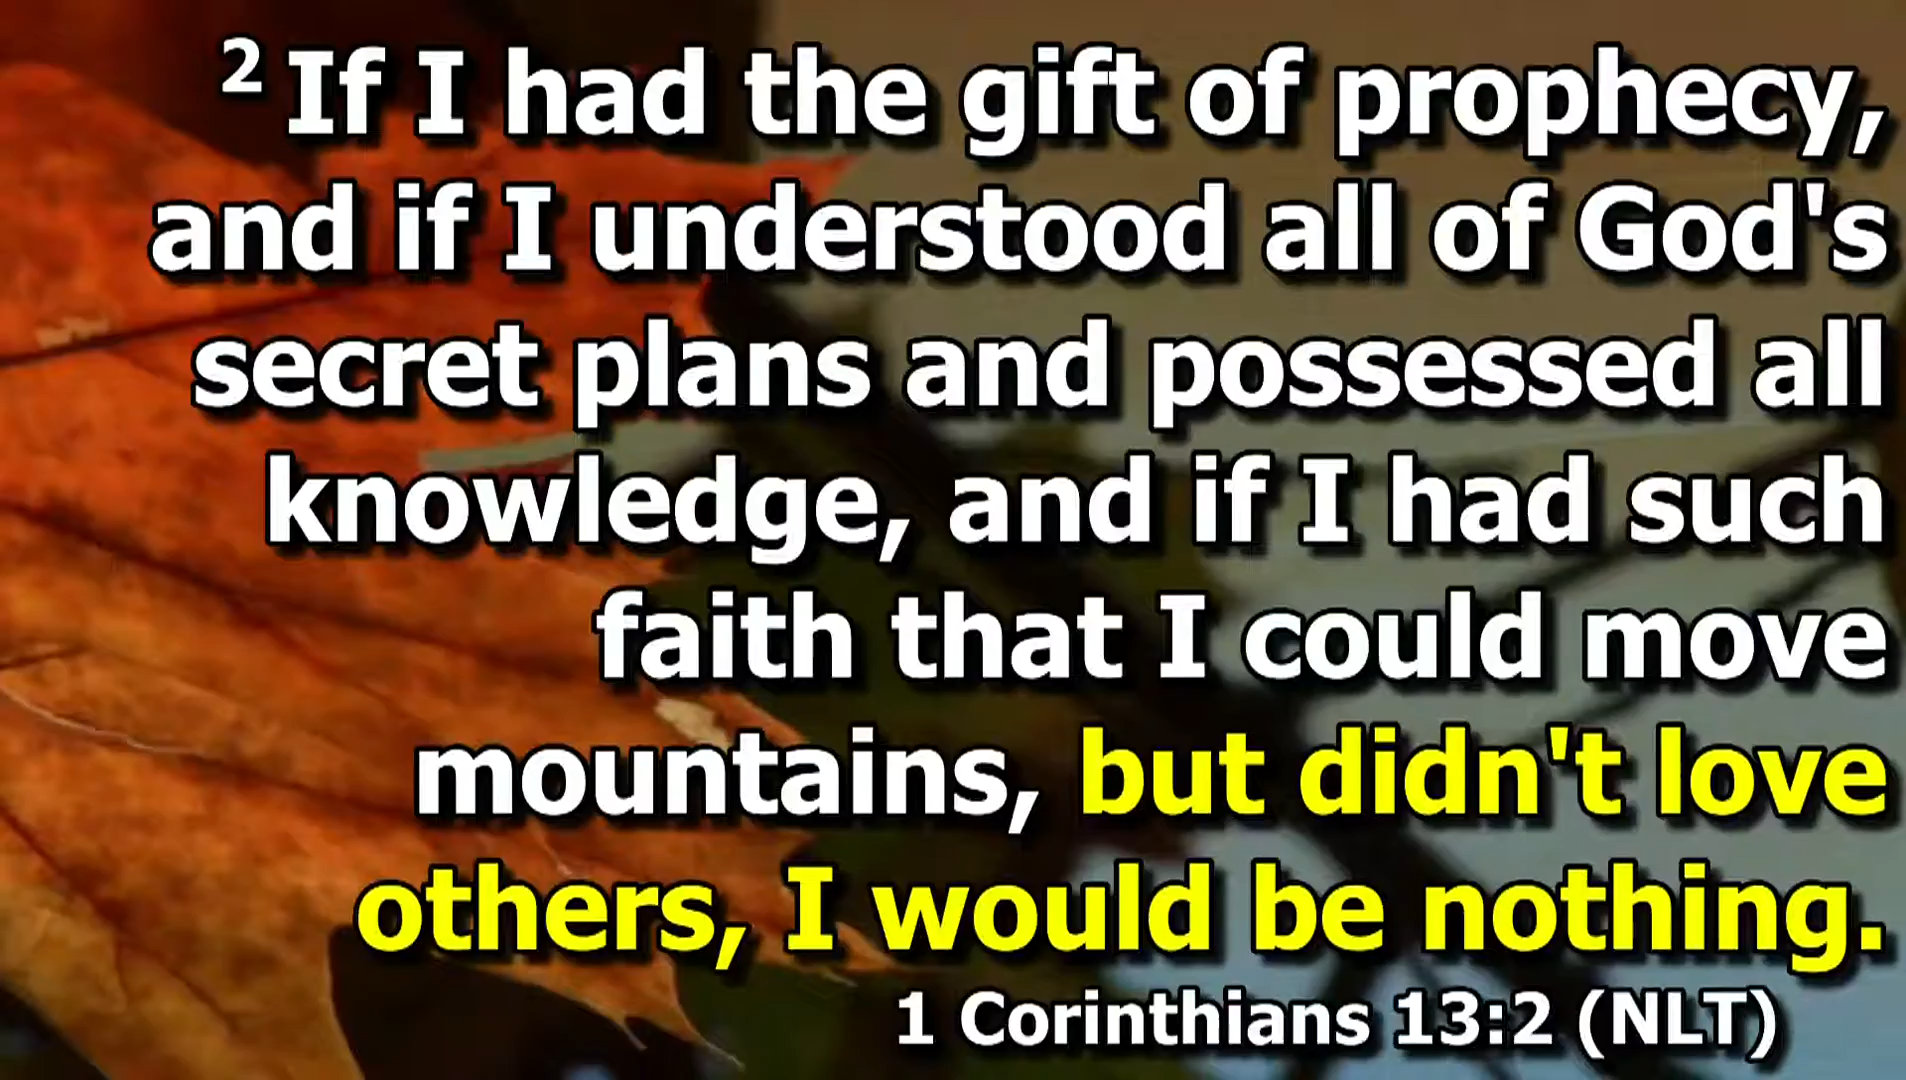 2 If I had the gift of prophecy,
and if I understood all of God's
secret plans and possessed all
knowledge, and if I had such
faith that I could move
mountains, but didn't love
others, I would be nothing.
1 Corinthians 13:2 (NLT)